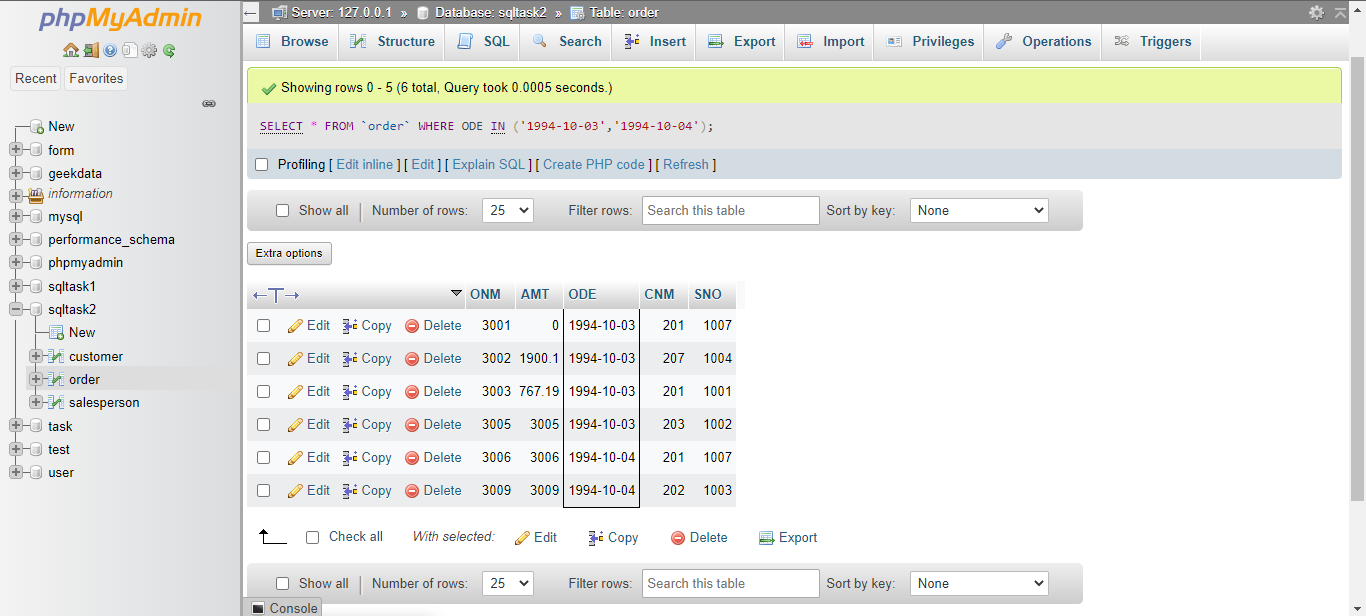 phpMyAdmin
Recent Favorites
New
form
geekdata
information
mysql
performance_schema
phpmyadmin
sqltask1
sqltask2
New
customer
order
salesperson
task
test
user
Server: 127.0.0.1 » Database: sqltask2 » Table: order
Browse Structure SQL Search Insert Export Import Privileges Operations Triggers
Showing rows 0 - 5 (6 total, Query took 0.0005 seconds.)
SELECT * FROM `order` WHERE ODE IN ('1994-10-03','1994-10-04');
Profiling [ Edit inline ] [ Edit ] [ Explain SQL ] [ Create PHP code ] [ Refresh ]
Show all Number of rows: 25 Filter rows: Search this table Sort by key: None
Extra options
←T→ ONM AMT ODE CNM SNO
Edit Copy Delete 3001 0 1994-10-03 201 1007
Edit Copy Delete 3002 1900.1 1994-10-03 207 1004
Edit Copy Delete 3003 767.19 1994-10-03 201 1001
Edit Copy Delete 3005 3005 1994-10-03 203 1002
Edit Copy Delete 3006 3006 1994-10-04 201 1007
Edit Copy Delete 3009 3009 1994-10-04 202 1003
Check all With selected: Edit Copy Delete Export
Show all Number of rows: 25 Filter rows: Search this table Sort by key: None
Console